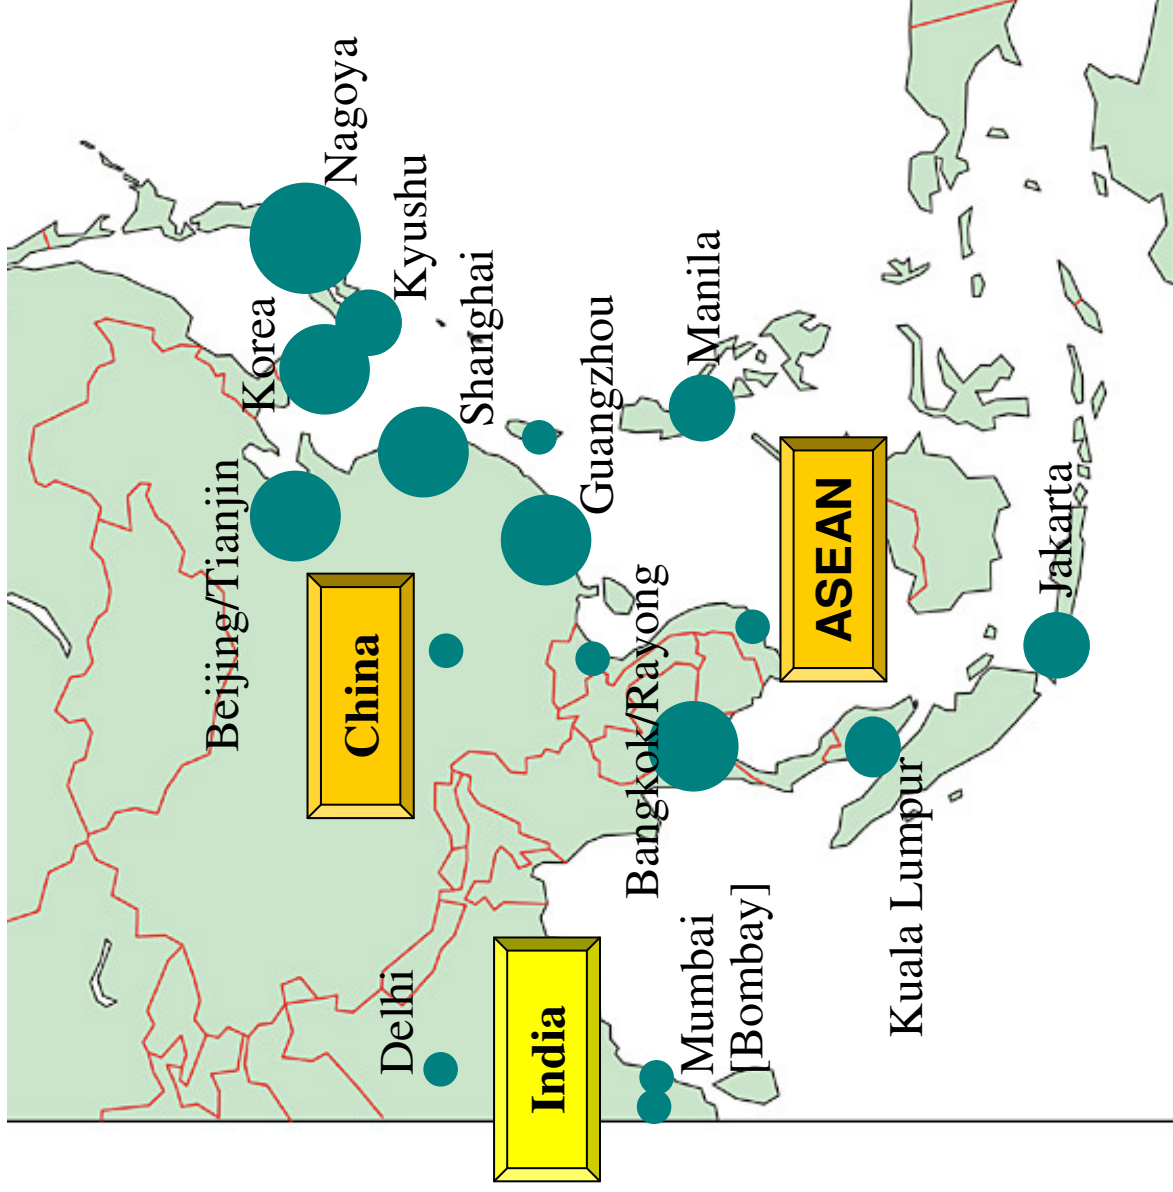 Nagoya
Kyushu
Korea
Shanghai
Beijing/Tianjin
Guangzhou
Manila
China
ASEAN
Bangkok/Rayong
Jakarta
Delhi
India
Mumbai
[Bombay]
Kuala Lumpur